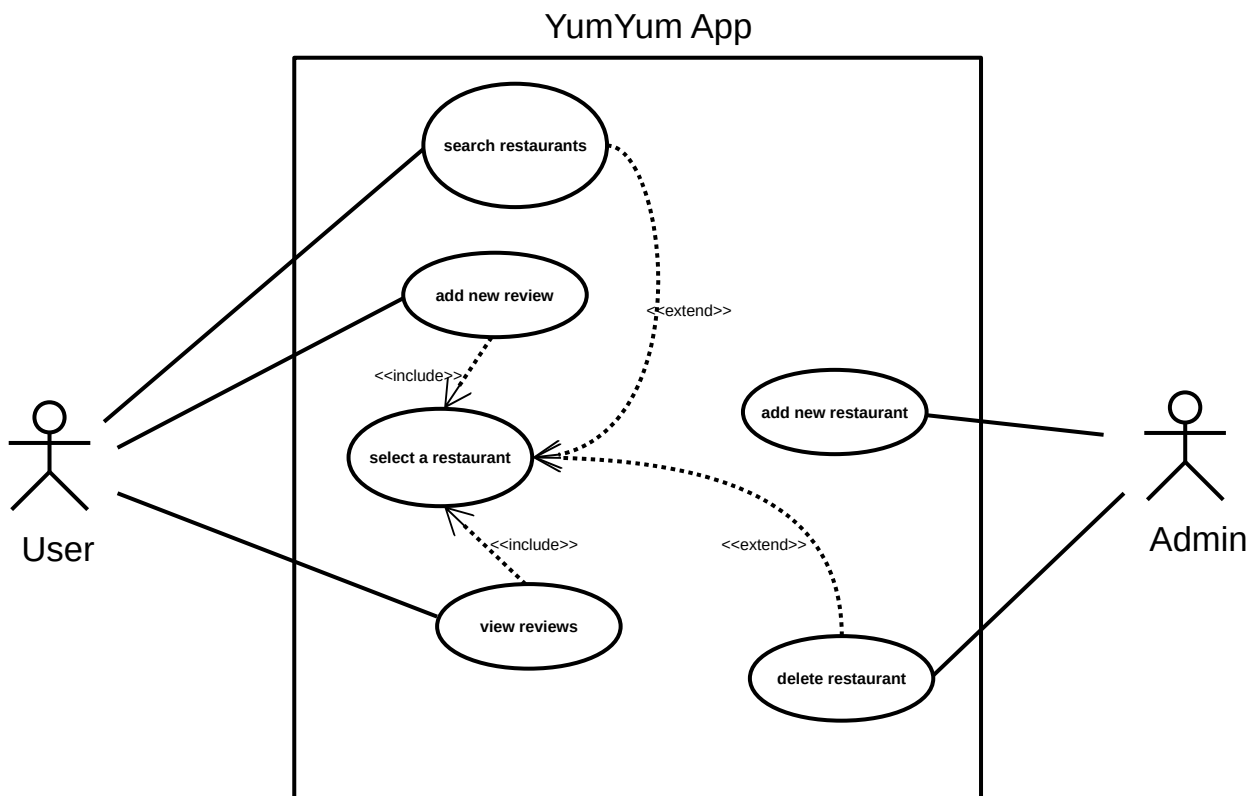 YumYum App
search restaurants
add new review
<<extend>>
<<include>>
add new restaurant
select a restaurant
User
<<include>>
<<extend>>
Admin
view reviews
delete restaurant